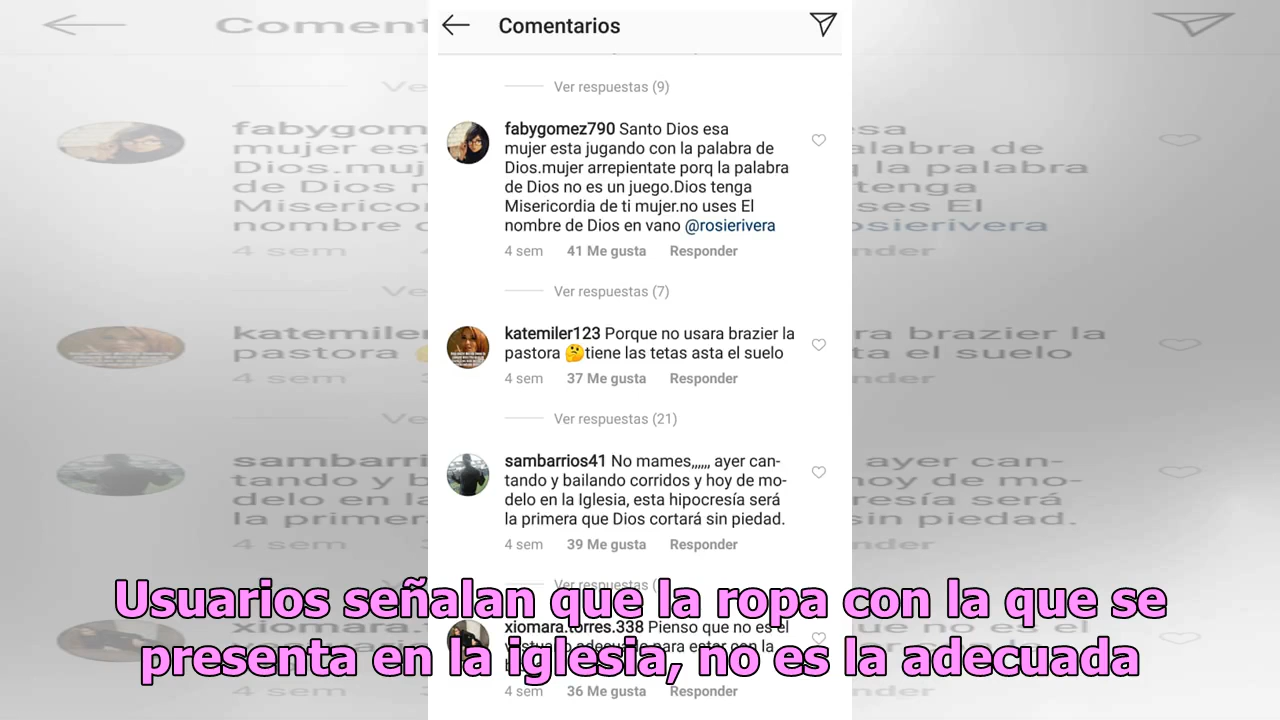 Comentarios
Ver respuestas (9)
fabygomez790 Santo Dios esa
mujer esta jugando con la palabra de
Dios.mujer arrepientate porq la palabra
de Dios no es un juego.Dios tenga
Misericordia de ti mujer.no uses El
nombre de Dios en vano @rosierivera
4 sem 41 Me gusta Responder
Ver respuestas (7)
katemiler123 Porque no usara brazier la
pastora 🤔tiene las tetas asta el suelo
4 sem 37 Me gusta Responder
Ver respuestas (21)
sambarrios41 No mames,,,,,, ayer can-
tando y bailando corridos y hoy de mo-
delo en la Iglesia, esta hipocresía será
la primera que Dios cortará sin piedad.
4 sem 39 Me gusta Responder
Ver respuestas
xiomara.torres.338 Pienso que no es el
para estar con la
4 sem 36 Me gusta Responder
Usuarios señalan que la ropa con la que se
presenta en la iglesia, no es la adecuada